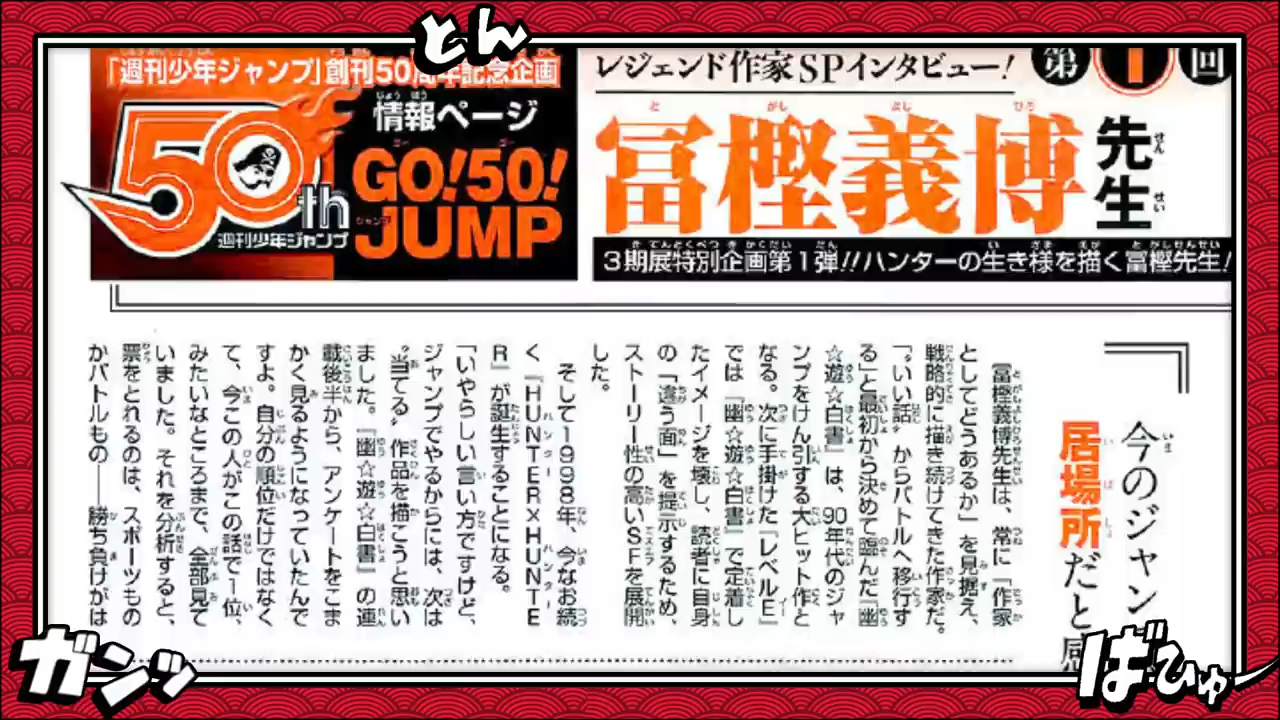 とん
「週刊少年ジャンプ」創刊50周年記念企画
情報ページ
50th
週刊少年ジャンプ
GO!50!
JUMP
レジェンド作家SPインタビュー!
第1回
冨樫義博先生
3期展特別企画第1弾!!ハンターの生き様を描く冨樫先生!
今のジャン
居場所だと
冨樫義博先生は、常に「作家
としてどうあるか」を見据え、
戦略的に描き続けてきた作家だ。
〝いい話〟からバトルへ移行す
る」と最初から決めて臨んだ『幽
☆遊☆白書』は、90年代のジャ
ンプをけん引する大ヒット作と
なる。次に手掛けた『レベルE』
では『幽☆遊☆白書』で定着し
たイメージを壊し、読者に自身
の「違う面」を提示するため、
ストーリー性の高いSFを展開
した。
そして1998年、今なお続
く『HUNTER×HUNTE
R』が誕生することになる。
「いやらしい言い方ですけど、
ジャンプでやるからには、次は
〝当てる〟作品を描こうと思い
ました。『幽☆遊☆白書』の連
載後半から、アンケートをこま
かく見るようになっていたんで
すよ。自分の順位だけではなく
て、今この人がこの話で1位、
みたいなところまで、全部見て
いました。それを分析すると、
票をとれるのは、スポーツもの
かバトルもの――勝ち負けがは
ガンッ
ばひゅー